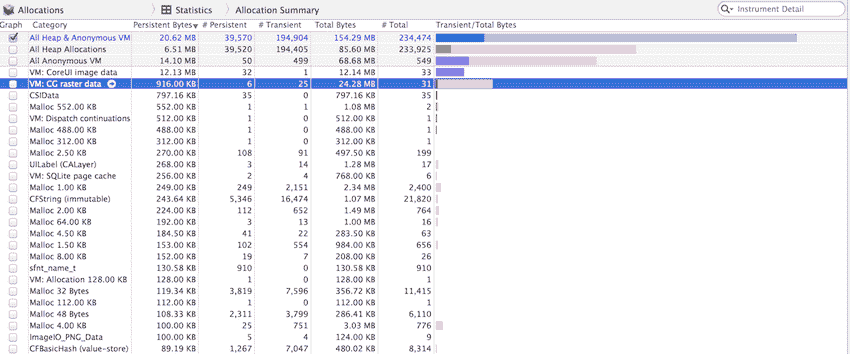 Allocations Statistics Allocation Summary Instrument Detail
Graph Category Persistent Bytes▼ # Persistent # Transient Total Bytes # Total Transient/Total Bytes
All Heap & Anonymous VM 20.62 MB 39,570 194,904 154.29 MB 234,474
All Heap Allocations 6.51 MB 39,520 194,405 85.60 MB 233,925
All Anonymous VM 14.10 MB 50 499 68.68 MB 549
VM: CoreUI image data 12.13 MB 32 1 12.14 MB 33
VM: CG raster data 916.00 KB 6 25 24.28 MB 31
CSIData 797.16 KB 35 0 797.16 KB 35
Malloc 552.00 KB 552.00 KB 1 1 1.08 MB 2
VM: Dispatch continuations 512.00 KB 1 0 512.00 KB 1
Malloc 488.00 KB 488.00 KB 1 0 488.00 KB 1
Malloc 312.00 KB 312.00 KB 1 0 312.00 KB 1
Malloc 2.50 KB 270.00 KB 108 91 497.50 KB 199
UILabel (CALayer) 268.00 KB 3 14 1.28 MB 17
VM: SQLite page cache 256.00 KB 2 4 768.00 KB 6
Malloc 1.00 KB 249.00 KB 249 2,151 2.34 MB 2,400
CFString (immutable) 243.64 KB 5,346 16,474 1.07 MB 21,820
Malloc 2.00 KB 224.00 KB 112 652 1.49 MB 764
Malloc 64.00 KB 192.00 KB 3 13 1.00 MB 16
Malloc 4.50 KB 184.50 KB 41 22 283.50 KB 63
Malloc 1.50 KB 153.00 KB 102 554 984.00 KB 656
Malloc 8.00 KB 152.00 KB 19 7 208.00 KB 26
sfnt_name_t 130.58 KB 910 0 130.58 KB 910
VM: Allocation 128.00 KB 128.00 KB 1 0 128.00 KB 1
Malloc 32 Bytes 119.34 KB 3,819 7,596 356.72 KB 11,415
Malloc 112.00 KB 112.00 KB 1 0 112.00 KB 1
Malloc 48 Bytes 108.33 KB 2,311 3,799 286.41 KB 6,110
Malloc 4.00 KB 100.00 KB 25 751 3.03 MB 776
ImageIO_PNG_Data 100.00 KB 5 4 124.00 KB 9
CFBasicHash (value-store) 89.19 KB 1,267 7,047 480.02 KB 8,314